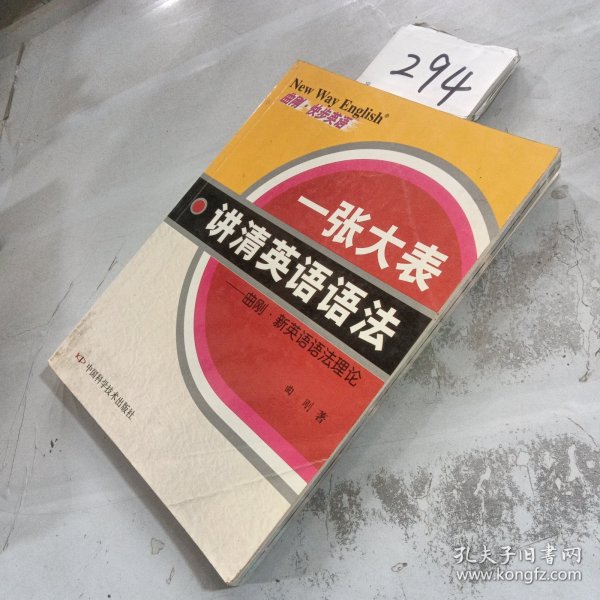 294
New Way English®
曲刚·快步英语
一张大表
讲清英语语法
——曲刚·新英语语法理论
曲刚 著
中国科学技术出版社
孔夫子旧书网
www.kongfz.com